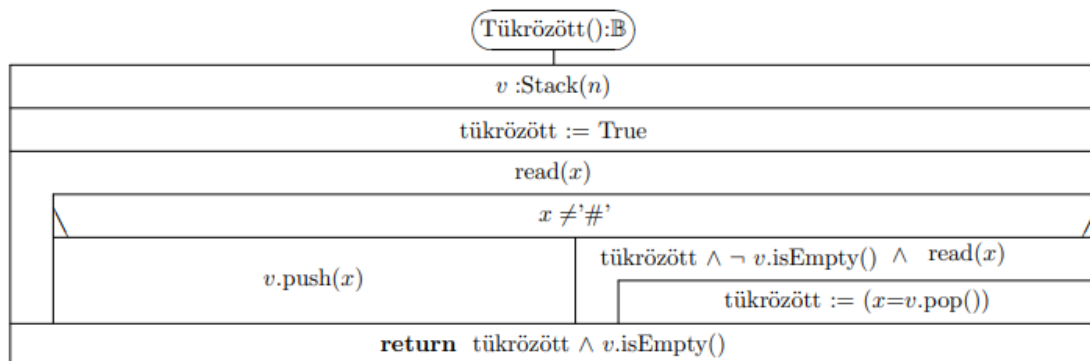 Tükrözött():𝔹
v :Stack(n)
tükrözött := True
read(x)
x ≠'#'
v.push(x)
tükrözött ∧ ¬ v.isEmpty() ∧ read(x)
tükrözött := (x=v.pop())
return tükrözött ∧ v.isEmpty()